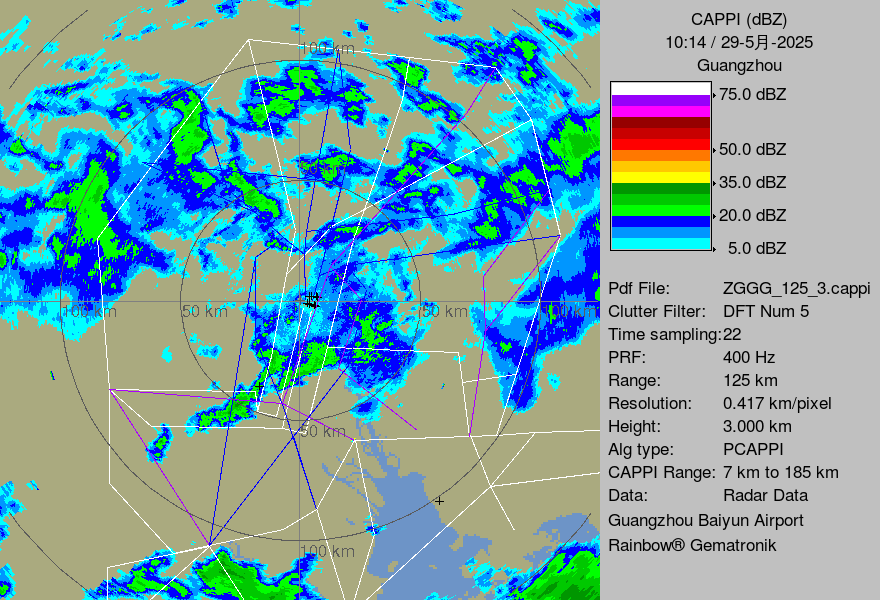 CAPPI (dBZ)
10:14 / 29-5月-2025
Guangzhou
75.0 dBZ
50.0 dBZ
35.0 dBZ
20.0 dBZ
5.0 dBZ
Pdf File: ZGGG_125_3.cappi
Clutter Filter: DFT Num 5
Time sampling:22
PRF: 400 Hz
Range: 125 km
Resolution: 0.417 km/pixel
Height: 3.000 km
Alg type: PCAPPI
CAPPI Range: 7 km to 185 km
Data: Radar Data
Guangzhou Baiyun Airport
Rainbow® Gematronik
100 km
100 km
50 km
50 km
50 km
100 km